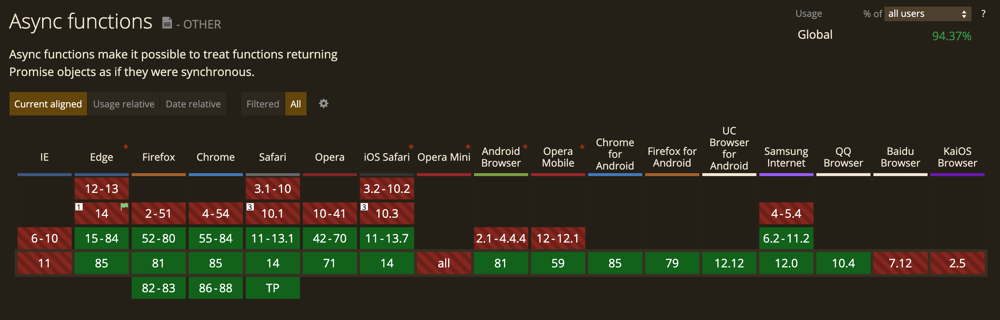 Async functions - OTHER
Usage % of all users ?
Global 94.37%
Async functions make it possible to treat functions returning
Promise objects as if they were synchronous.
Current aligned Usage relative Date relative Filtered All
IE
Edge *
Firefox
Chrome
Safari
Opera
iOS Safari *
Opera Mini *
Android *
Browser
Opera *
Mobile
Chrome
for
Android
Firefox for
Android
UC
Browser
for
Android
Samsung
Internet
QQ
Browser
Baidu
Browser
KaiOS
Browser
12-13 3.1-10 3.2-10.2
1 14 2-51 4-54 3 10.1 10-41 3 10.3 4-5.4
6-10 15-84 52-80 55-84 11-13.1 42-70 11-13.7 2.1-4.4.4 12-12.1 6.2-11.2
11 85 81 85 14 71 14 all 81 59 85 79 12.12 12.0 10.4 7.12 2.5
82-83 86-88 TP